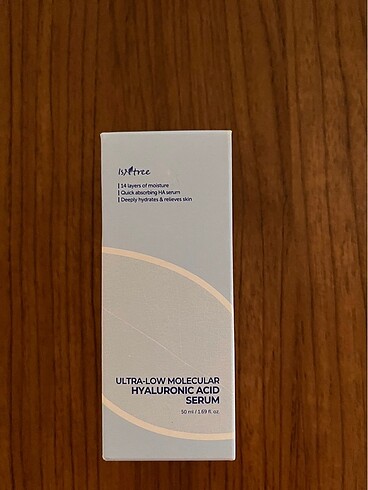 Isntree
14 layers of moisture
Quick absorbing HA serum
Deeply hydrates & relieves skin
ULTRA-LOW MOLECULAR
HYALURONIC ACID
SERUM
50 ml / 1.69 fl. oz.